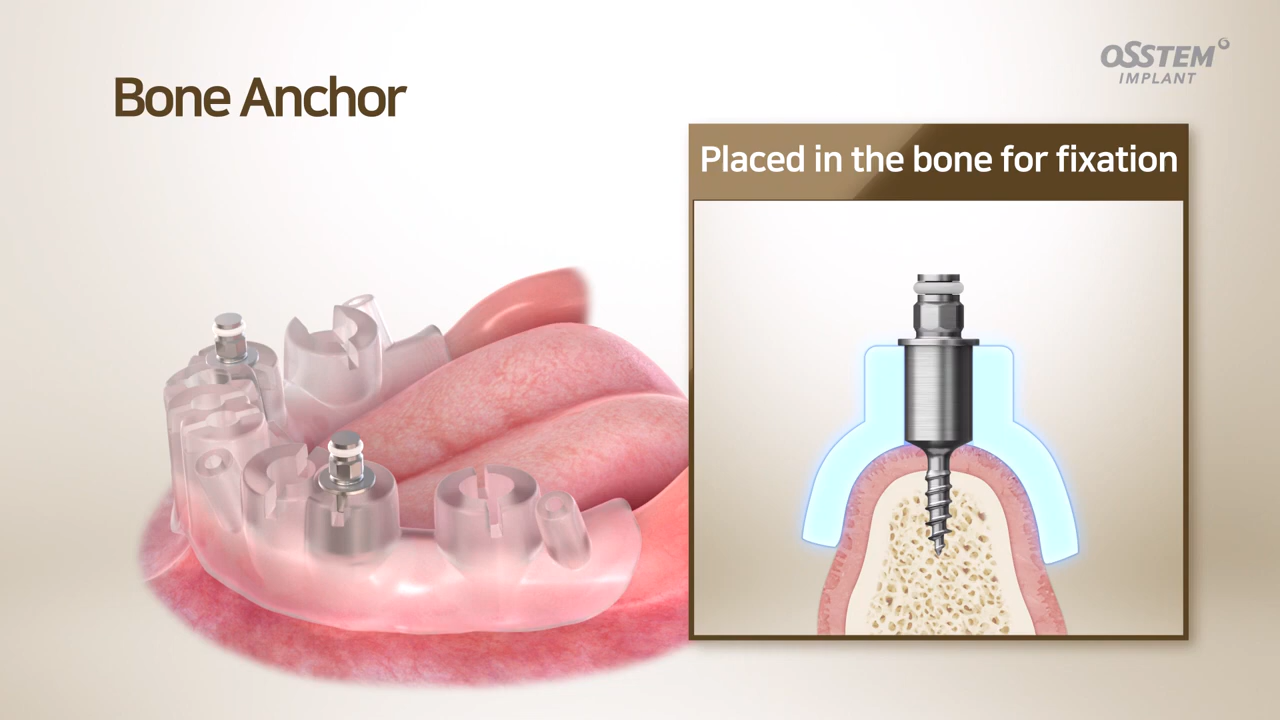 OSSTEM
IMPLANT
Bone Anchor
Placed in the bone for fixation